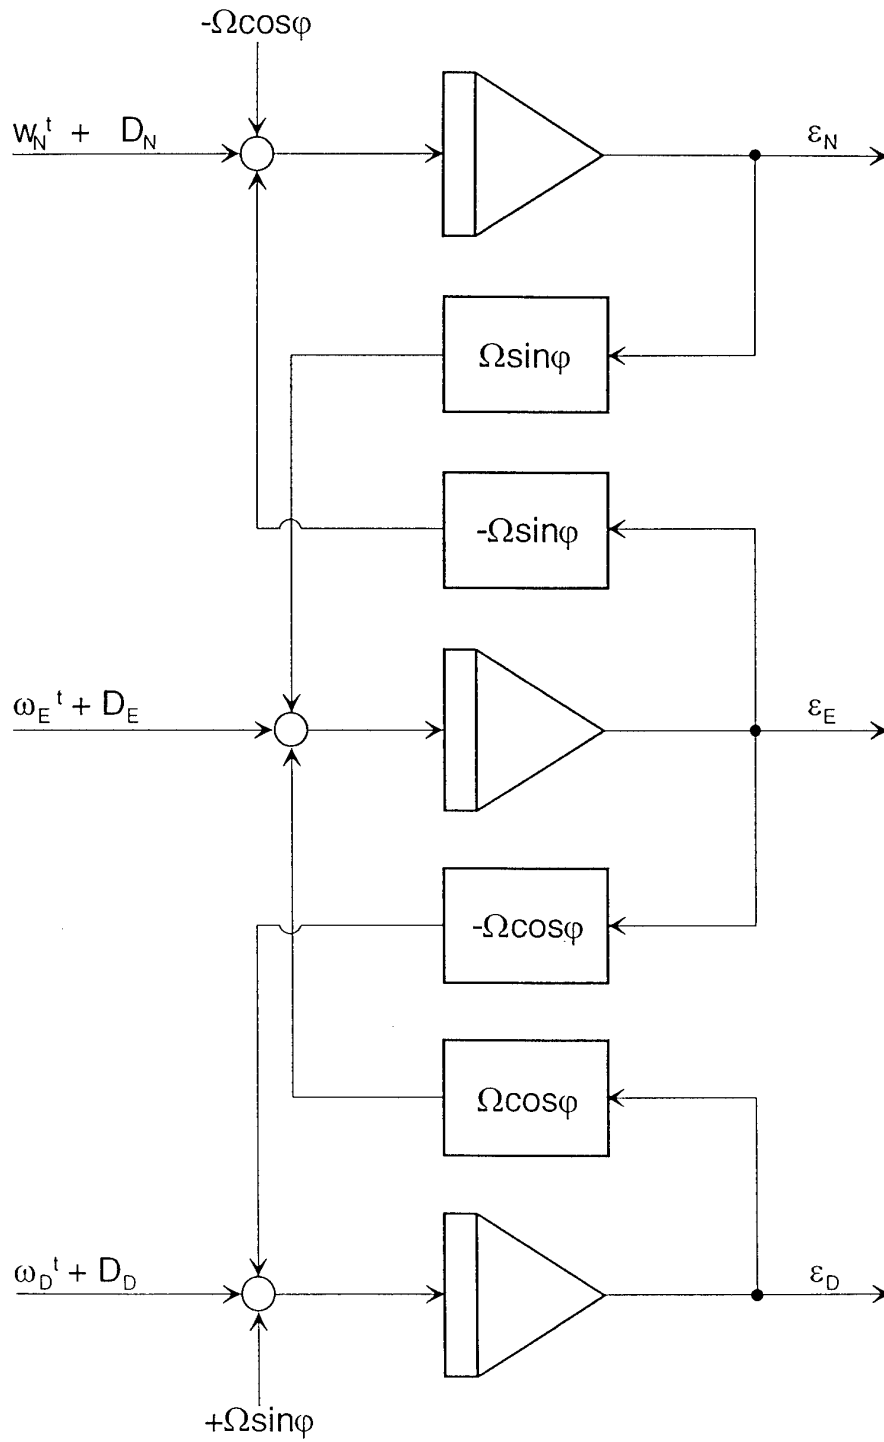 -Ωcosφ
w_N^t + D_N
ε_N
Ωsinφ
-Ωsinφ
ω_E^t + D_E
ε_E
-Ωcosφ
Ωcosφ
ω_D^t + D_D
ε_D
+Ωsinφ